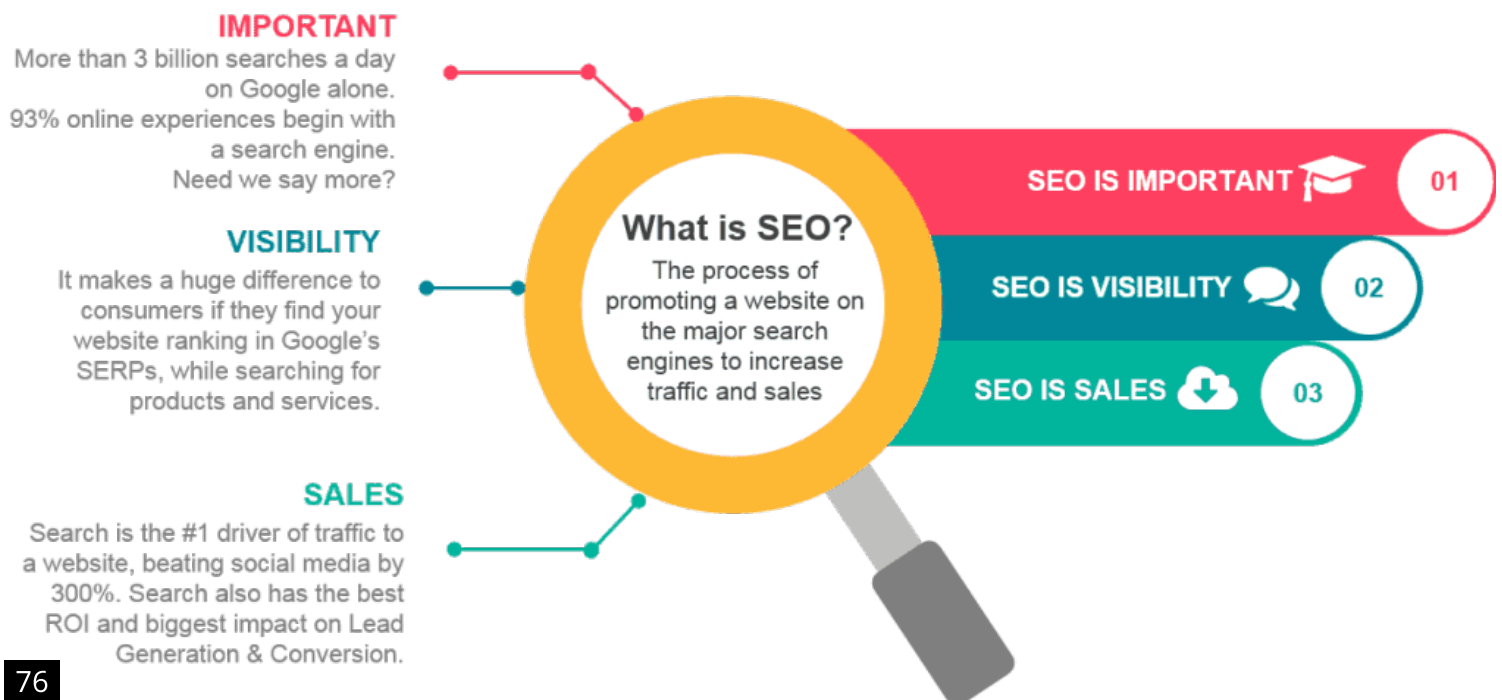 IMPORTANT
More than 3 billion searches a day
on Google alone.
93% online experiences begin with
a search engine.
Need we say more?
VISIBILITY
It makes a huge difference to
consumers if they find your
website ranking in Google's
SERPs, while searching for
products and services.
SALES
Search is the #1 driver of traffic to
a website, beating social media by
300%. Search also has the best
ROI and biggest impact on Lead
Generation & Conversion.
What is SEO?
The process of
promoting a website on
the major search
engines to increase
traffic and sales
SEO IS IMPORTANT 01
SEO IS VISIBILITY 02
SEO IS SALES 03
76